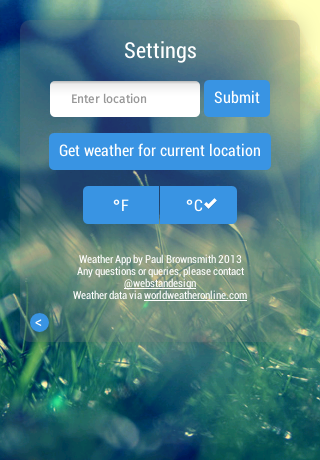 Settings
Enter location Submit
Get weather for current location
°F °C✔
Weather App by Paul Brownsmith 2013
Any questions or queries, please contact
@webstandesign
Weather data via worldweatheronline.com
<